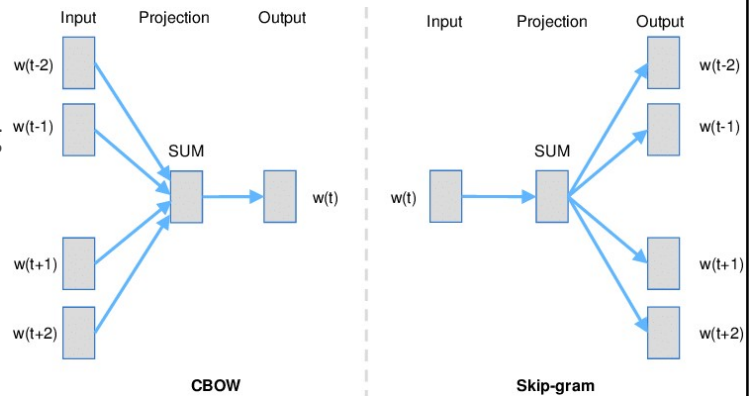 Input Projection Output
w(t-2)
w(t-1)
SUM
w(t)
w(t+1)
w(t+2)
CBOW
Input Projection Output
w(t-2)
w(t-1)
SUM
w(t)
w(t+1)
w(t+2)
Skip-gram